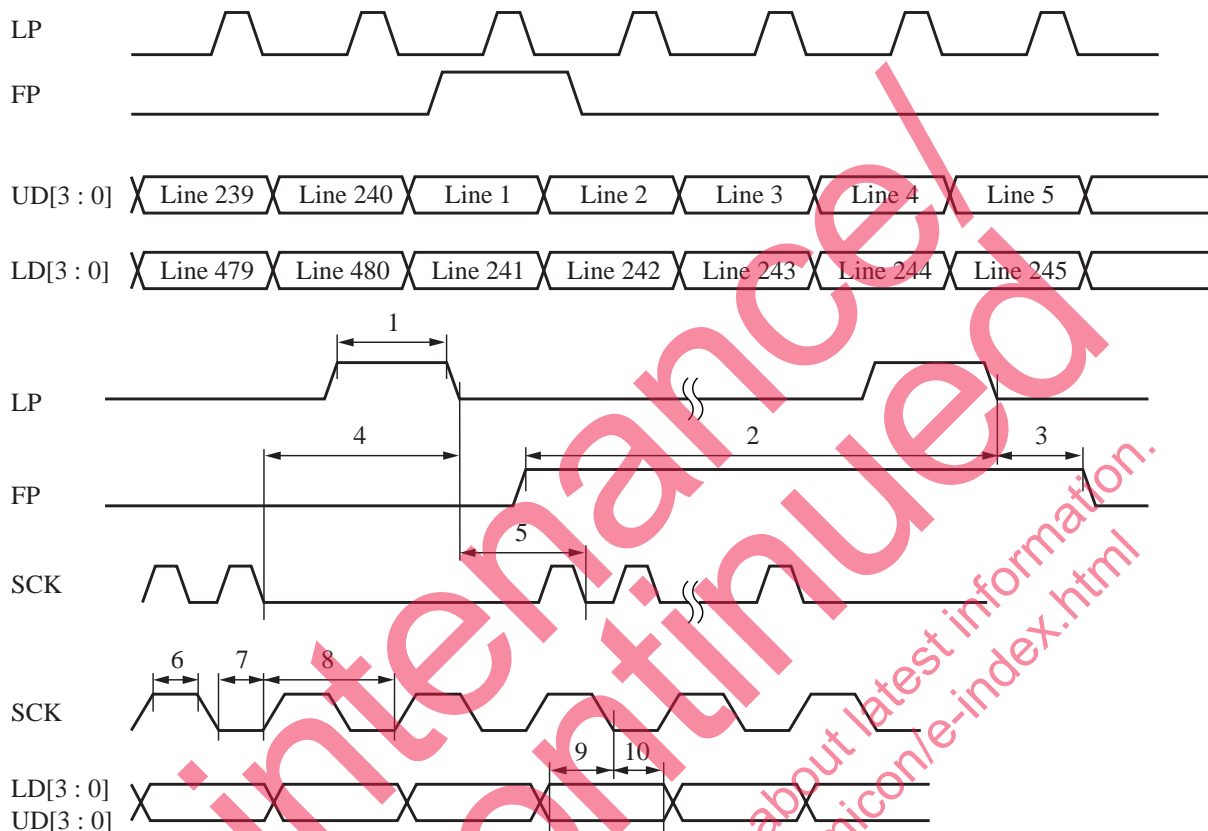 LP
FP
UD[3 : 0] Line 239 Line 240 Line 1 Line 2 Line 3 Line 4 Line 5
LD[3 : 0] Line 479 Line 480 Line 241 Line 242 Line 243 Line 244 Line 245
1
LP
4 2 3
FP
5
SCK
6 7 8
SCK
9 10
LD[3 : 0]
UD[3 : 0]
intenance/
ontinued
about latest information.
micon/e-index.html